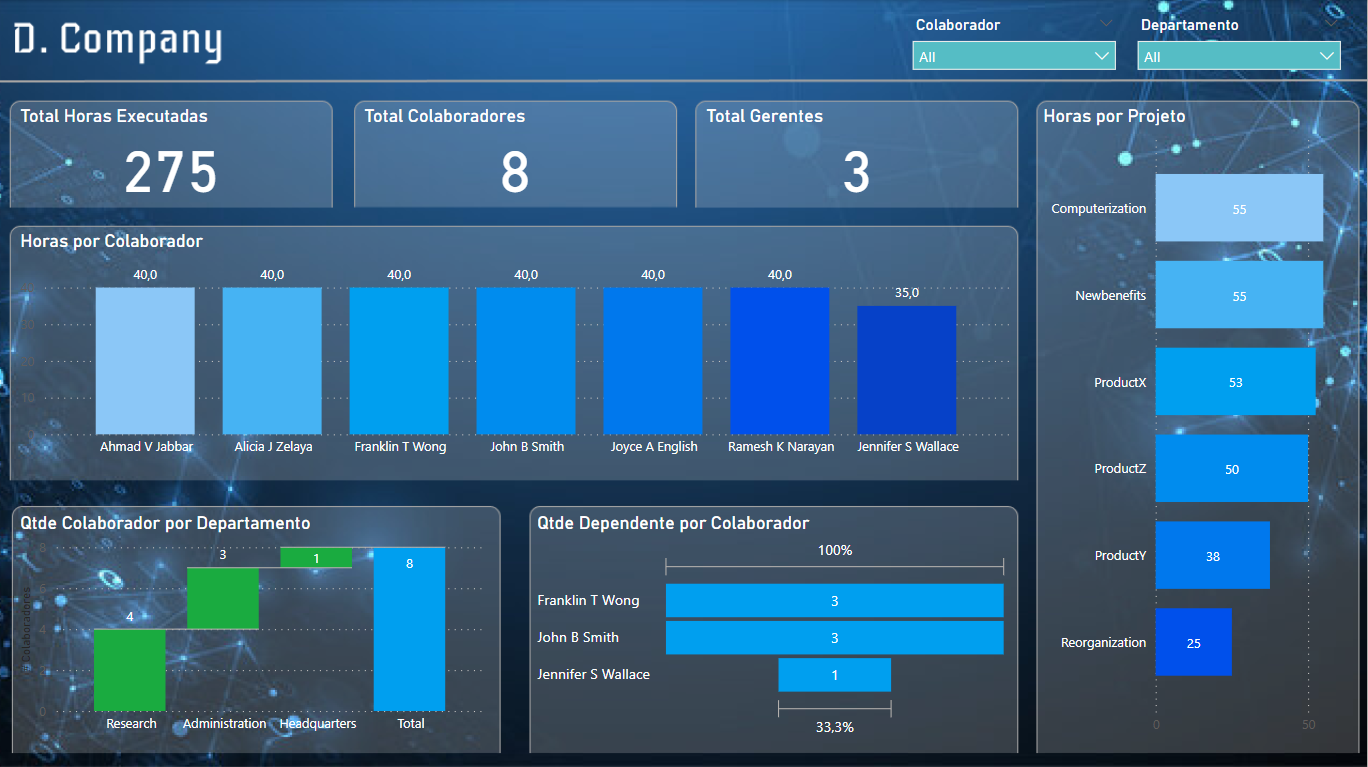 D. Company
Colaborador
All
Departamento
All
Total Horas Executadas
275
Total Colaboradores
8
Total Gerentes
3
Horas por Colaborador
40,0 40,0 40,0 40,0 40,0 40,0 35,0
Ahmad V Jabbar Alicia J Zelaya Franklin T Wong John B Smith Joyce A English Ramesh K Narayan Jennifer S Wallace
Qtde Colaborador por Departamento
8
6
4
2
0
4 3 1 8
Research Administration Headquarters Total
Qtde Dependente por Colaborador
100%
Franklin T Wong 3
John B Smith 3
Jennifer S Wallace 1
33,3%
Horas por Projeto
Computerization 55
Newbenefits 55
ProductX 53
ProductZ 50
ProductY 38
Reorganization 25
0 50